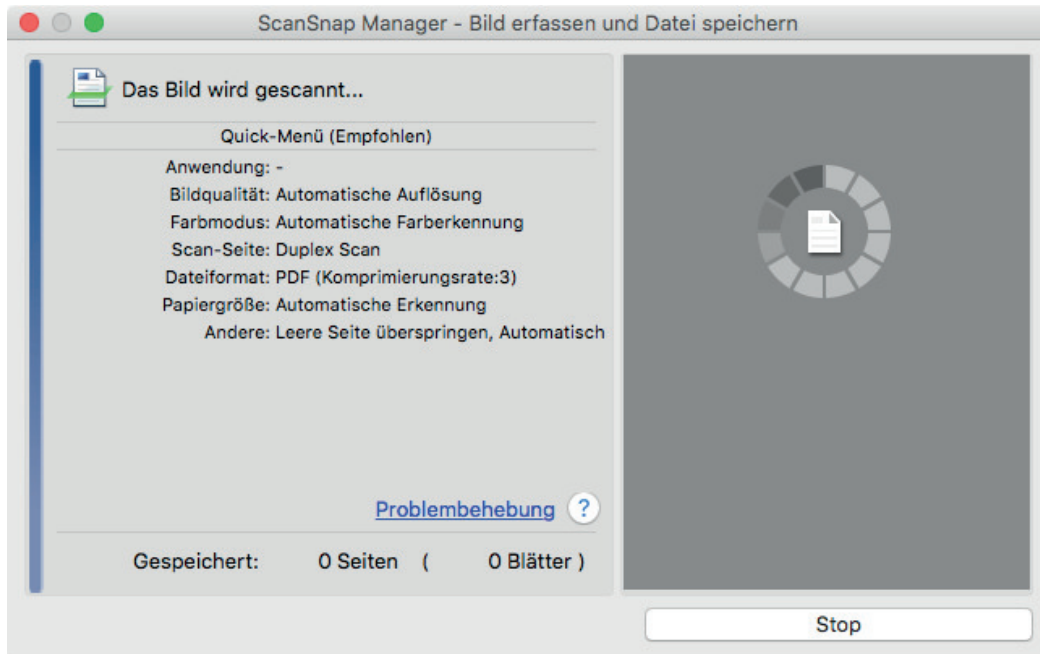 ScanSnap Manager - Bild erfassen und Datei speichern
Das Bild wird gescannt...
Quick-Menü (Empfohlen)
Anwendung: -
Bildqualität: Automatische Auflösung
Farbmodus: Automatische Farberkennung
Scan-Seite: Duplex Scan
Dateiformat: PDF (Komprimierungsrate:3)
Papiergröße: Automatische Erkennung
Andere: Leere Seite überspringen, Automatisch
Problembehebung ?
Gespeichert: 0 Seiten ( 0 Blätter )
Stop